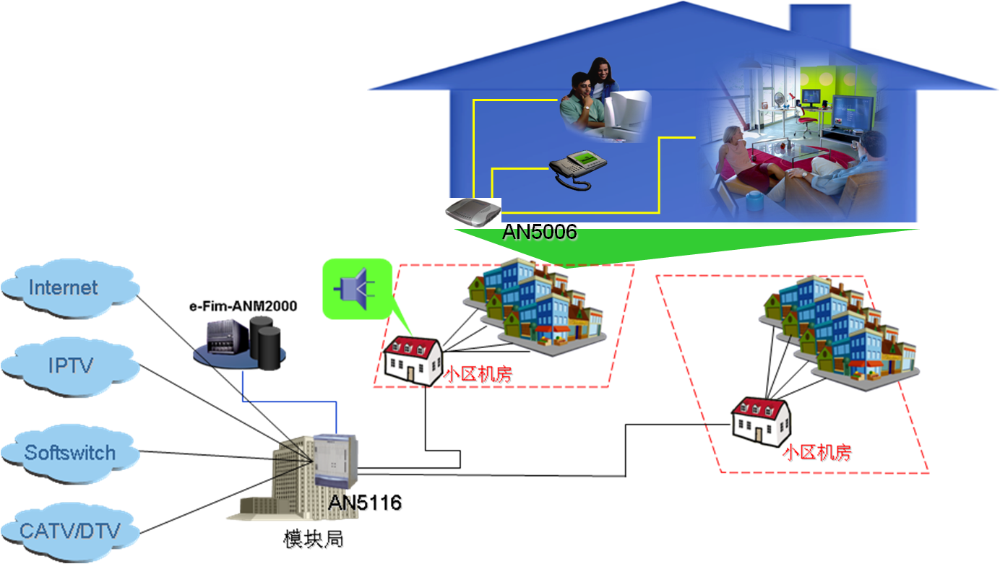 AN5006
Internet
e-Fim-ANM2000
IPTV
小区机房
Softswitch
小区机房
AN5116
CATV/DTV
模块局